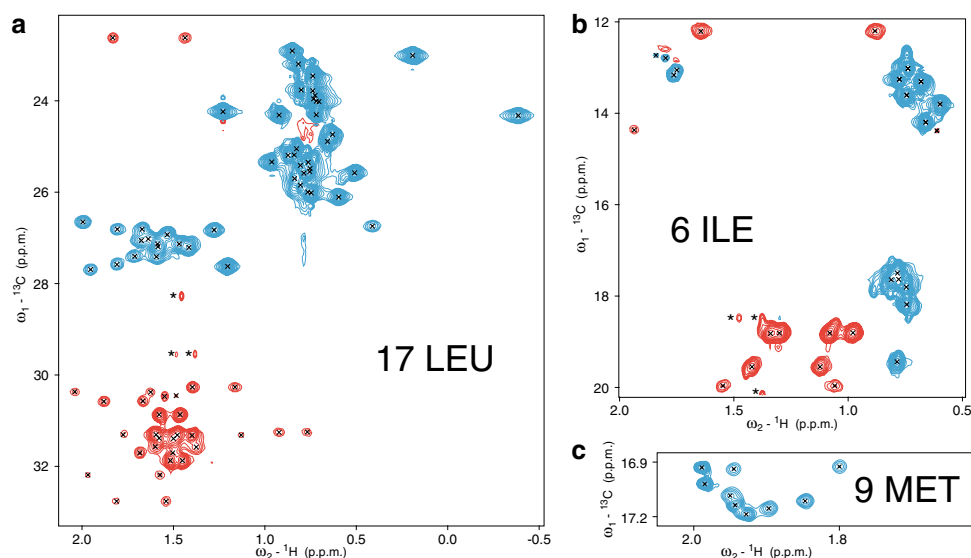 a
24
26
28
30
32
ω₁ - ¹³C (p.p.m.)
2.0
1.5
1.0
0.5
0.0
-0.5
ω₂ - ¹H (p.p.m.)
* 
* *
17 LEU
b
12
14
16
18
20
ω₁ - ¹³C (p.p.m.)
2.0
1.5
1.0
0.5
ω₂ - ¹H (p.p.m.)
* *
*
6 ILE
c
16.9
17.2
ω₁ - ¹³C (p.p.m.)
2.0
1.8
ω₂ - ¹H (p.p.m.)
9 MET